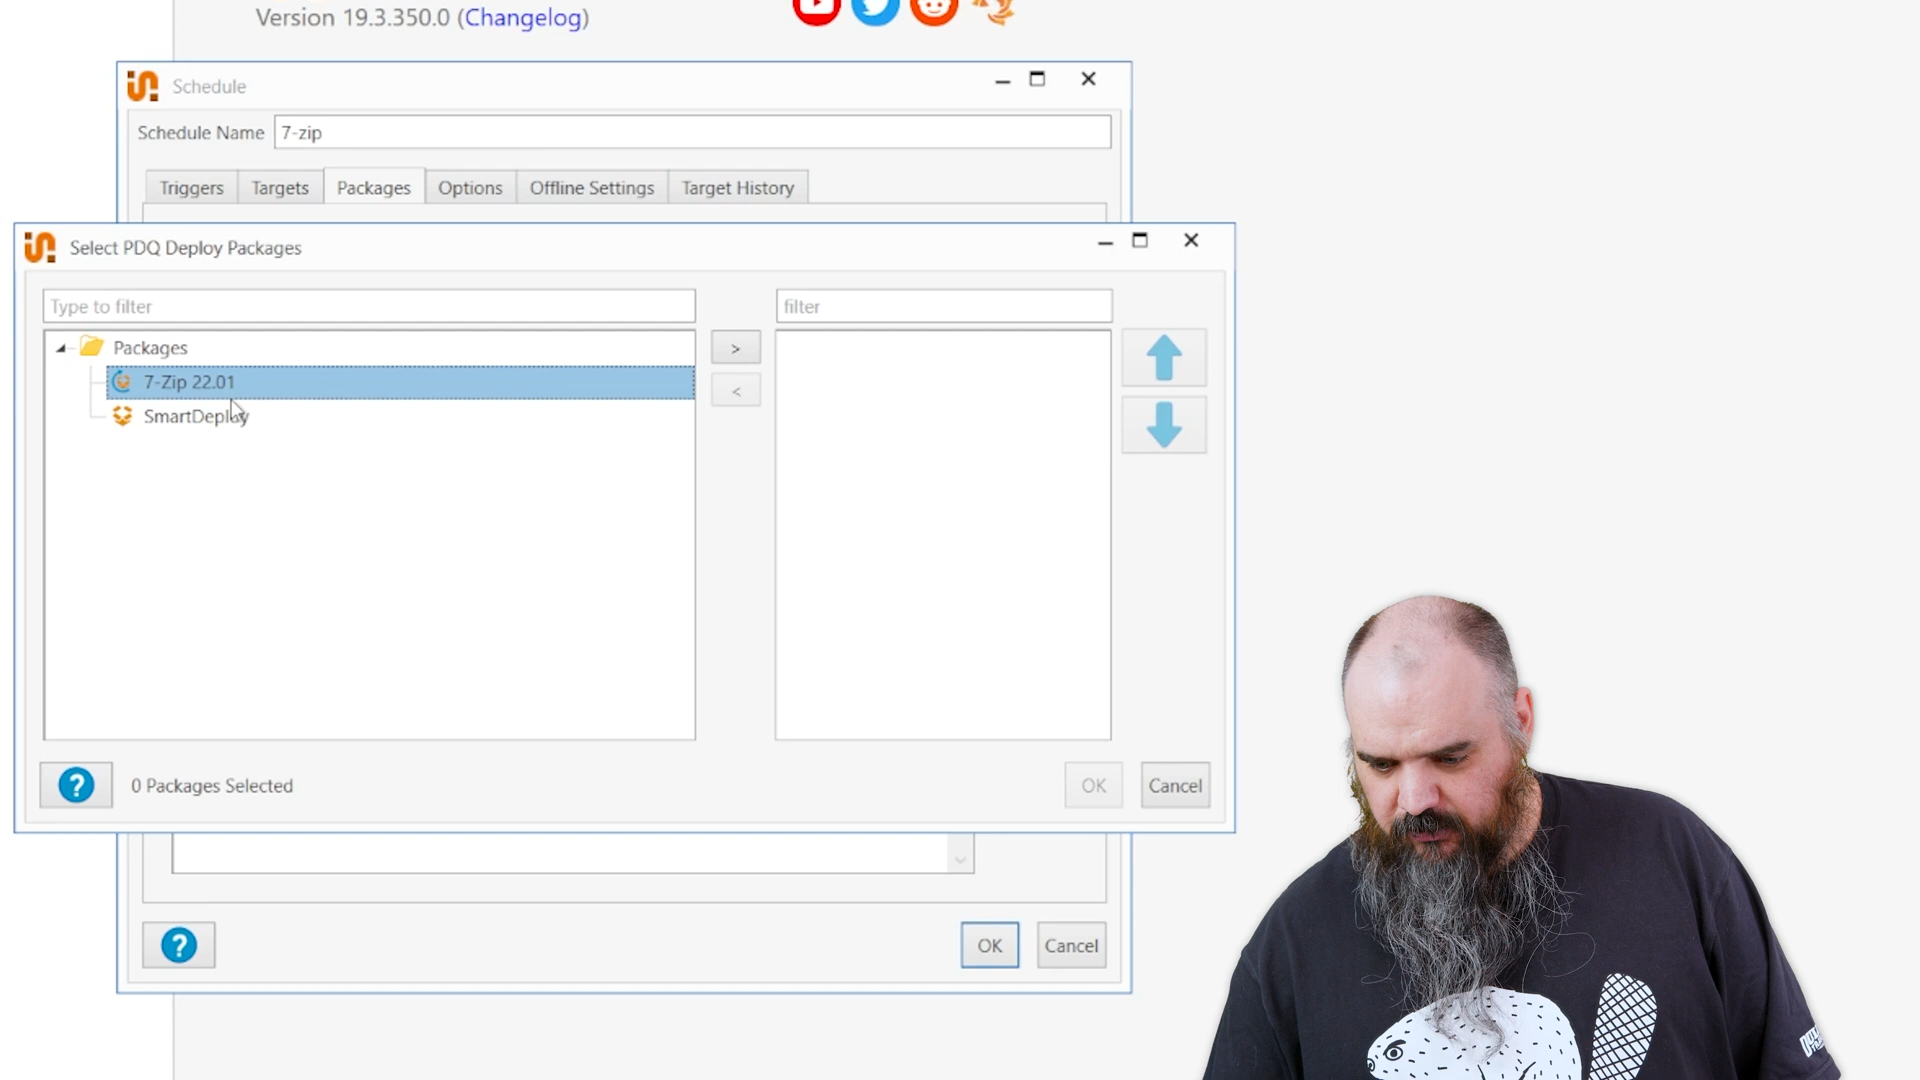 Version 19.3.350.0 (Changelog)
Schedule
Schedule Name 7-zip
Triggers Targets Packages Options Offline Settings Target History
Select PDQ Deploy Packages
Type to filter
filter
Packages
>
7-Zip 22.01
<
SmartDeploy
? 0 Packages Selected
OK Cancel
? OK Cancel